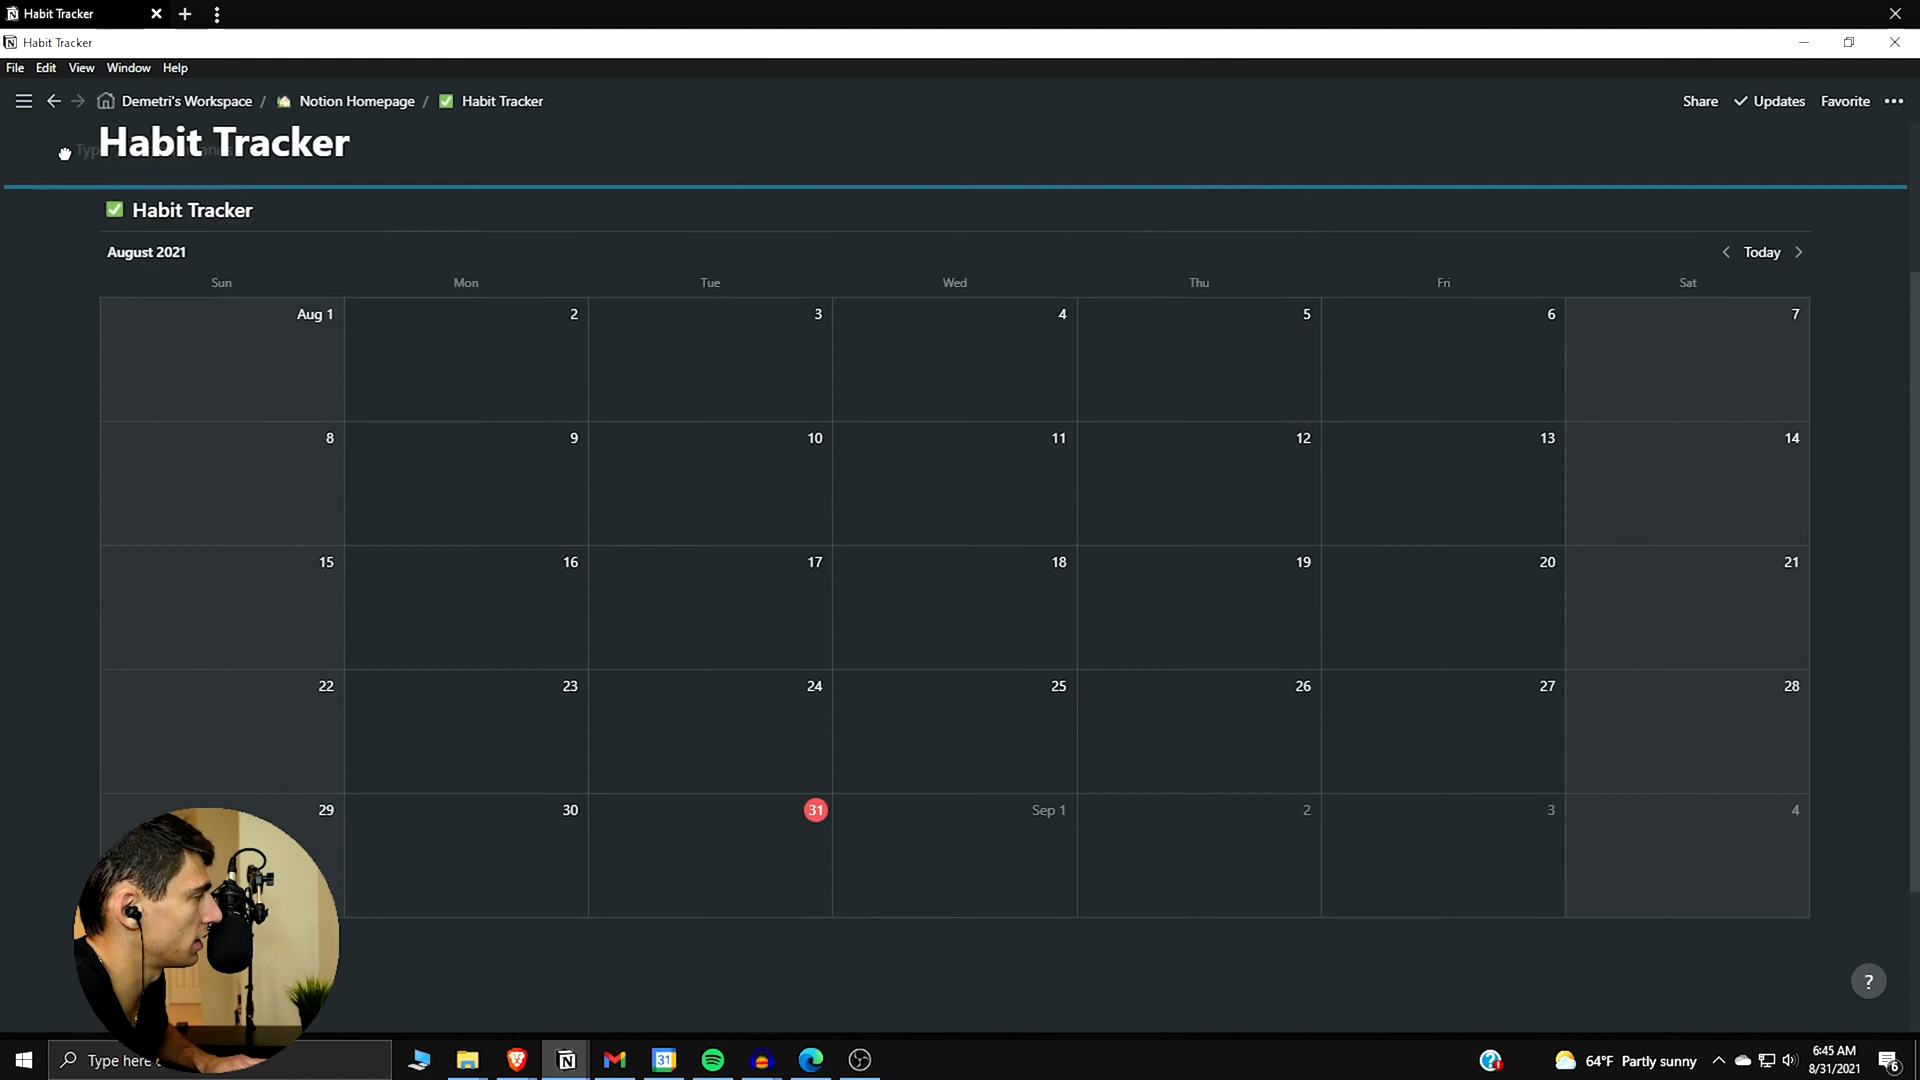 Habit Tracker
Habit Tracker
File Edit View Window Help
Demetri's Workspace / Notion Homepage / Habit Tracker
Share Updates Favorite
Habit Tracker
Habit Tracker
August 2021
Today
Sun Mon Tue Wed Thu Fri Sat
Aug 1 2 3 4 5 6 7
8 9 10 11 12 13 14
15 16 17 18 19 20 21
22 23 24 25 26 27 28
29 30 31 Sep 1 2 3 4
?
Type here
31
64°F Partly sunny
6:45 AM
8/31/2021
6